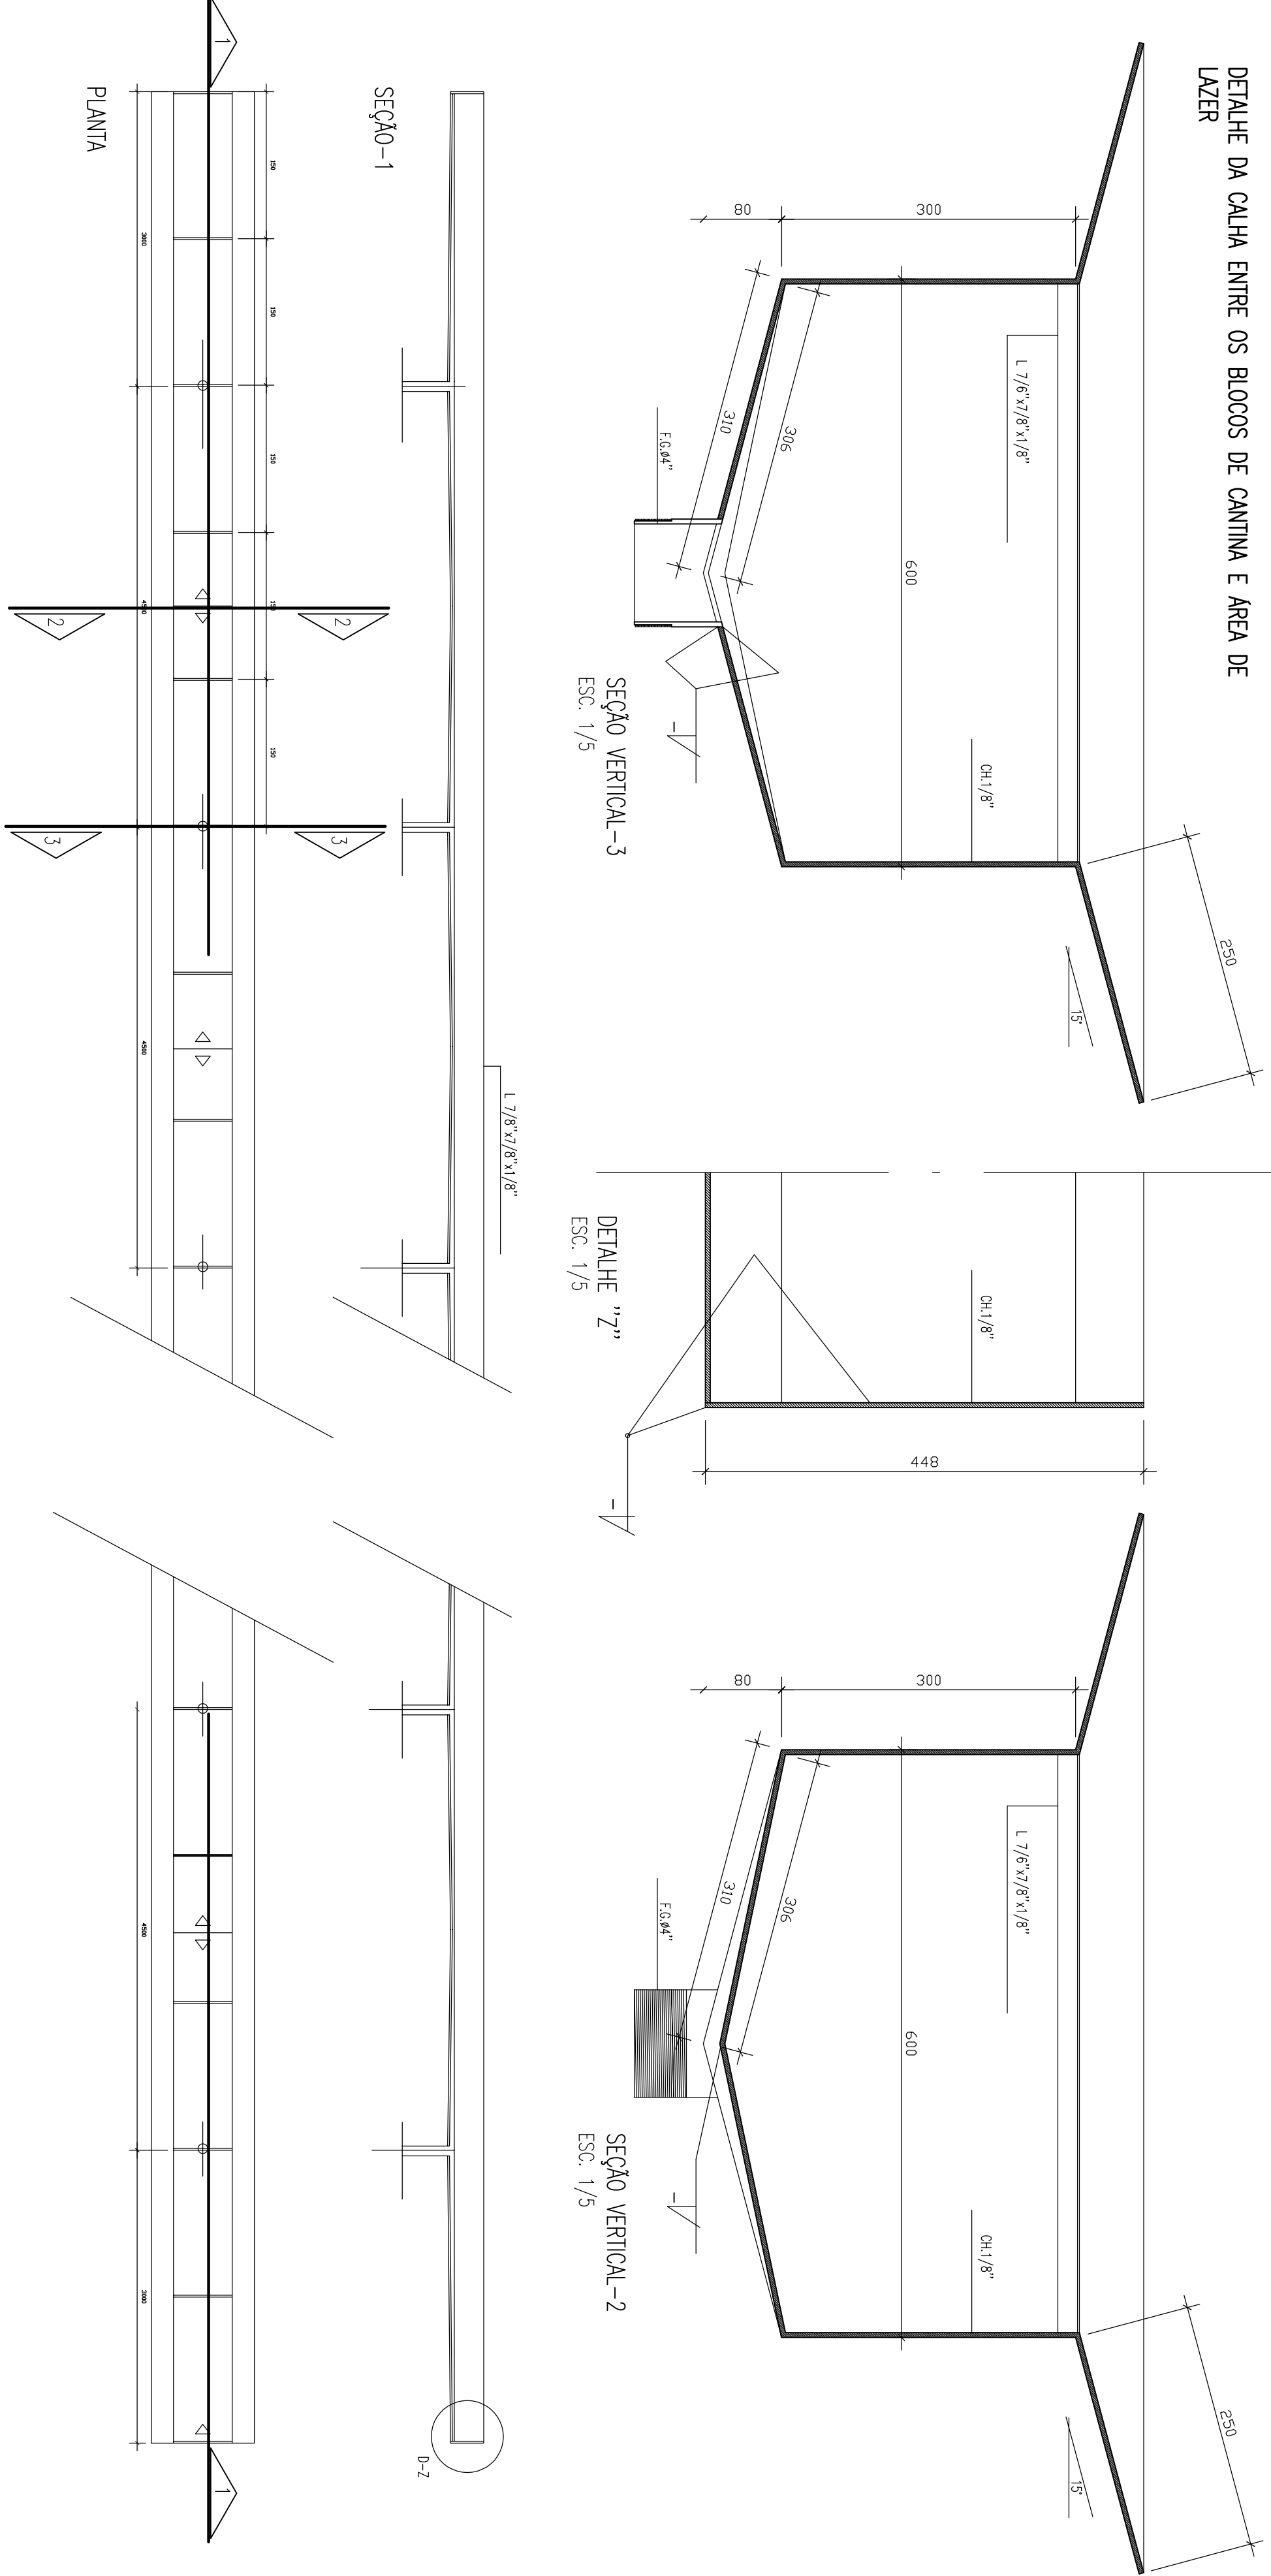 DETALHE DA CALHA ENTRE OS BLOCOS DE CANTINA E ÁREA DE
LAZER
300
80
600
L 7/6"x7/8"x1/8"
CH.1/8"
250
15°
306
310
F.G.ø4"
SEÇÃO VERTICAL-3
ESC. 1/5
CH.1/8"
448
DETALHE "Z"
ESC. 1/5
300
80
600
L 7/6"x7/8"x1/8"
CH.1/8"
250
15°
306
310
F.G.ø4"
SEÇÃO VERTICAL-2
ESC. 1/5
L 7/8"x7/8"x1/8"
SEÇÃO-1
D-Z
1
150
150
150
150
150
2
2
3
3
1
3000
4500
4500
4500
3000
PLANTA